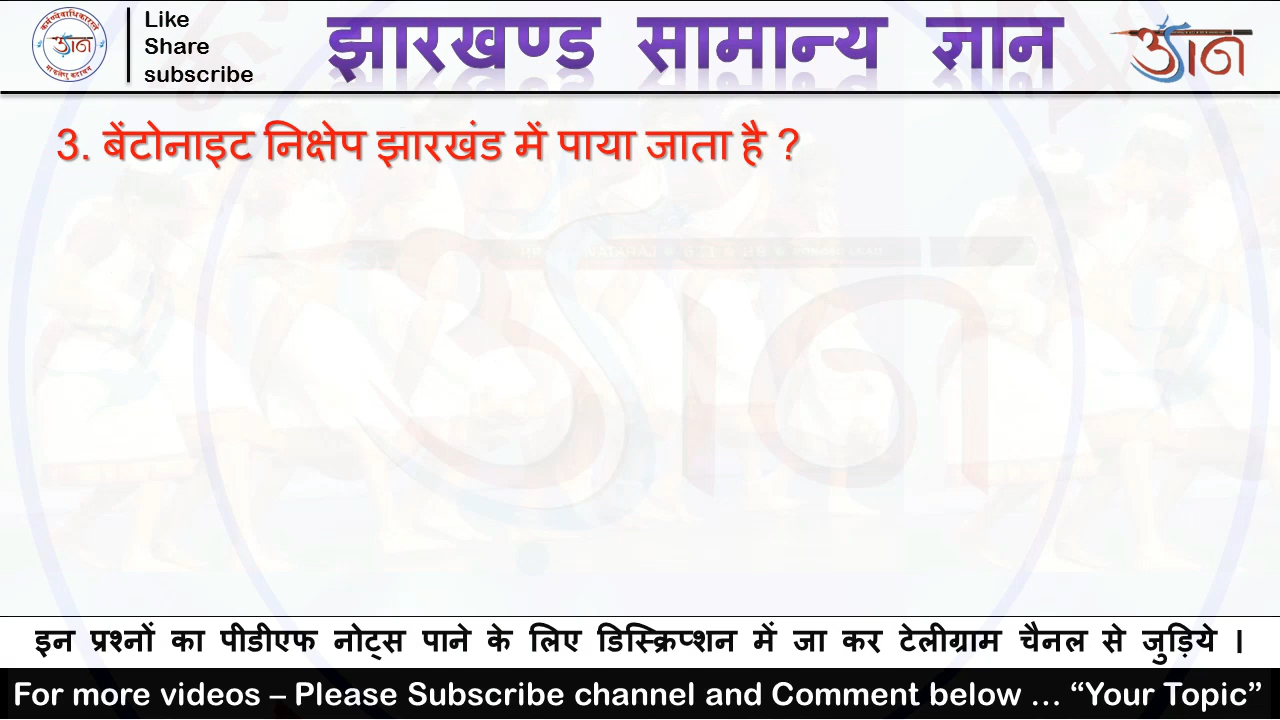 Like
Share
subscribe
झारखण्ड सामान्य ज्ञान
ज्ञान
3. बेंटोनाइट निक्षेप झारखंड में पाया जाता है ?
इन प्रश्नों का पीडीएफ नोट्स पाने के लिए डिस्क्रिप्शन में जा कर टेलीग्राम चैनल से जुड़िये ।
For more videos – Please Subscribe channel and Comment below … “Your Topic”